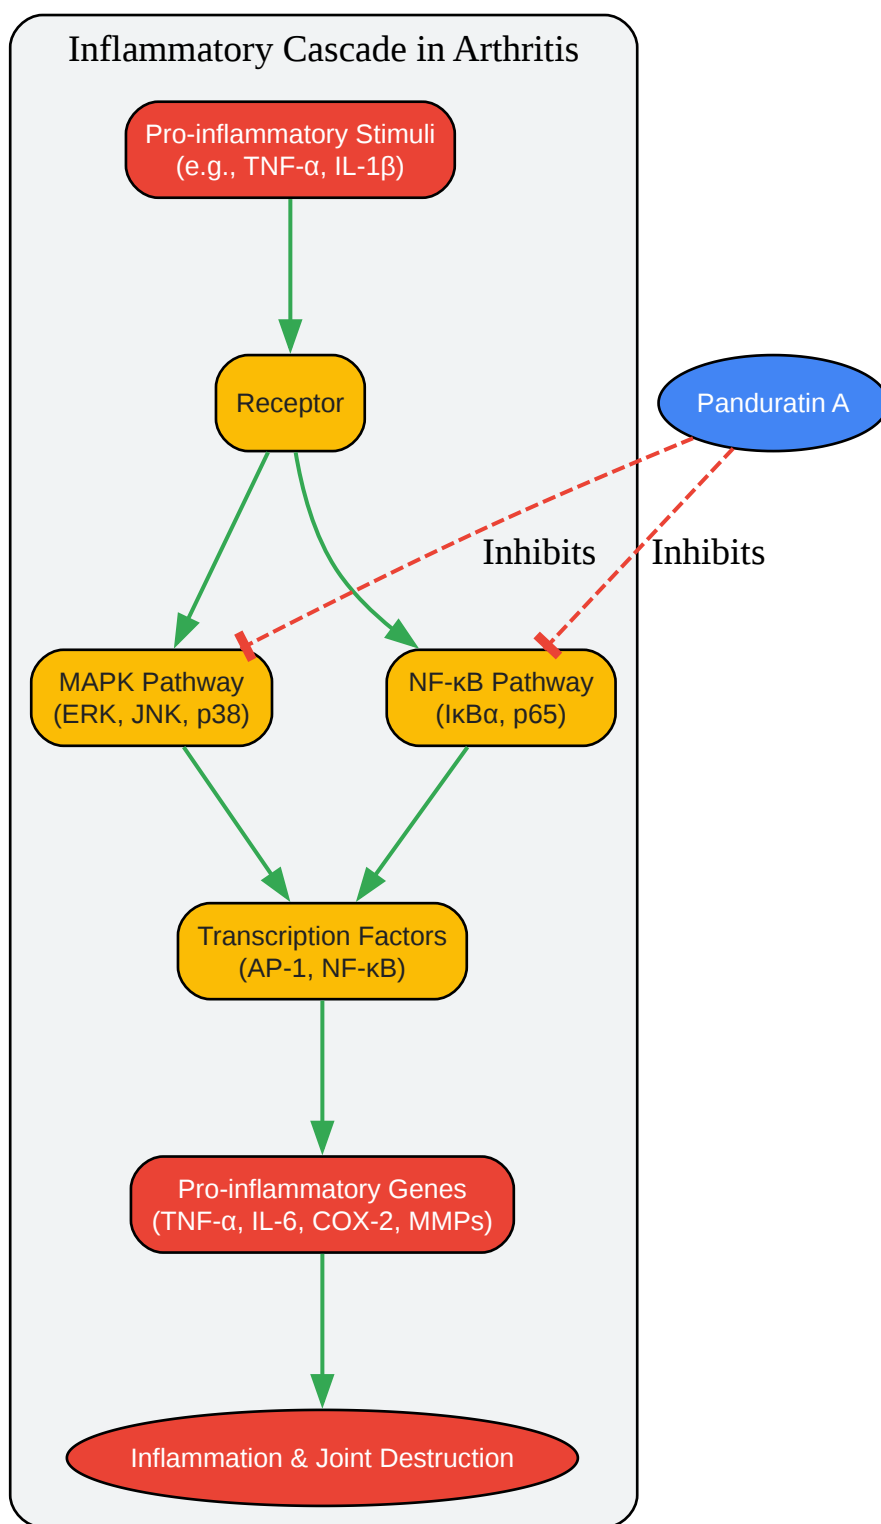 Inflammatory Cascade in Arthritis
Pro-inflammatory Stimuli
(e.g., TNF-α, IL-1β)
Receptor
Panduratin A
Inhibits
Inhibits
MAPK Pathway
(ERK, JNK, p38)
NF-κB Pathway
(IκBα, p65)
Transcription Factors
(AP-1, NF-κB)
Pro-inflammatory Genes
(TNF-α, IL-6, COX-2, MMPs)
Inflammation & Joint Destruction